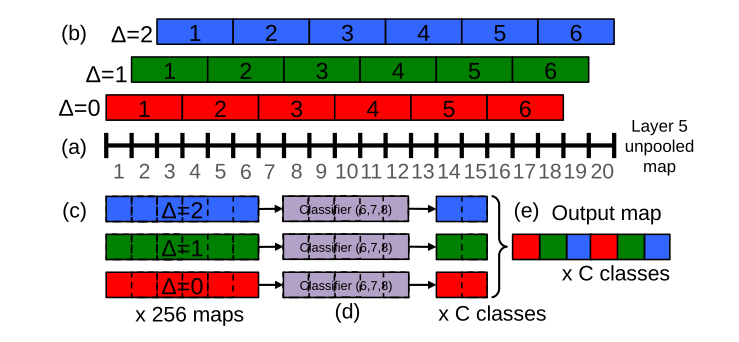 (b) Δ=2 1 2 3 4 5 6
Δ=1 1 2 3 4 5 6
Δ=0 1 2 3 4 5 6
(a)
1 2 3 4 5 6 7 8 9 10 11 12 13 14 15 16 17 18 19 20
Layer 5
unpooled
map
(c) Δ=2 Classifier (6,7,8)
Δ=1 Classifier (6,7,8)
Δ=0 Classifier (6,7,8)
x 256 maps
(d)
x C classes
(e) Output map
x C classes